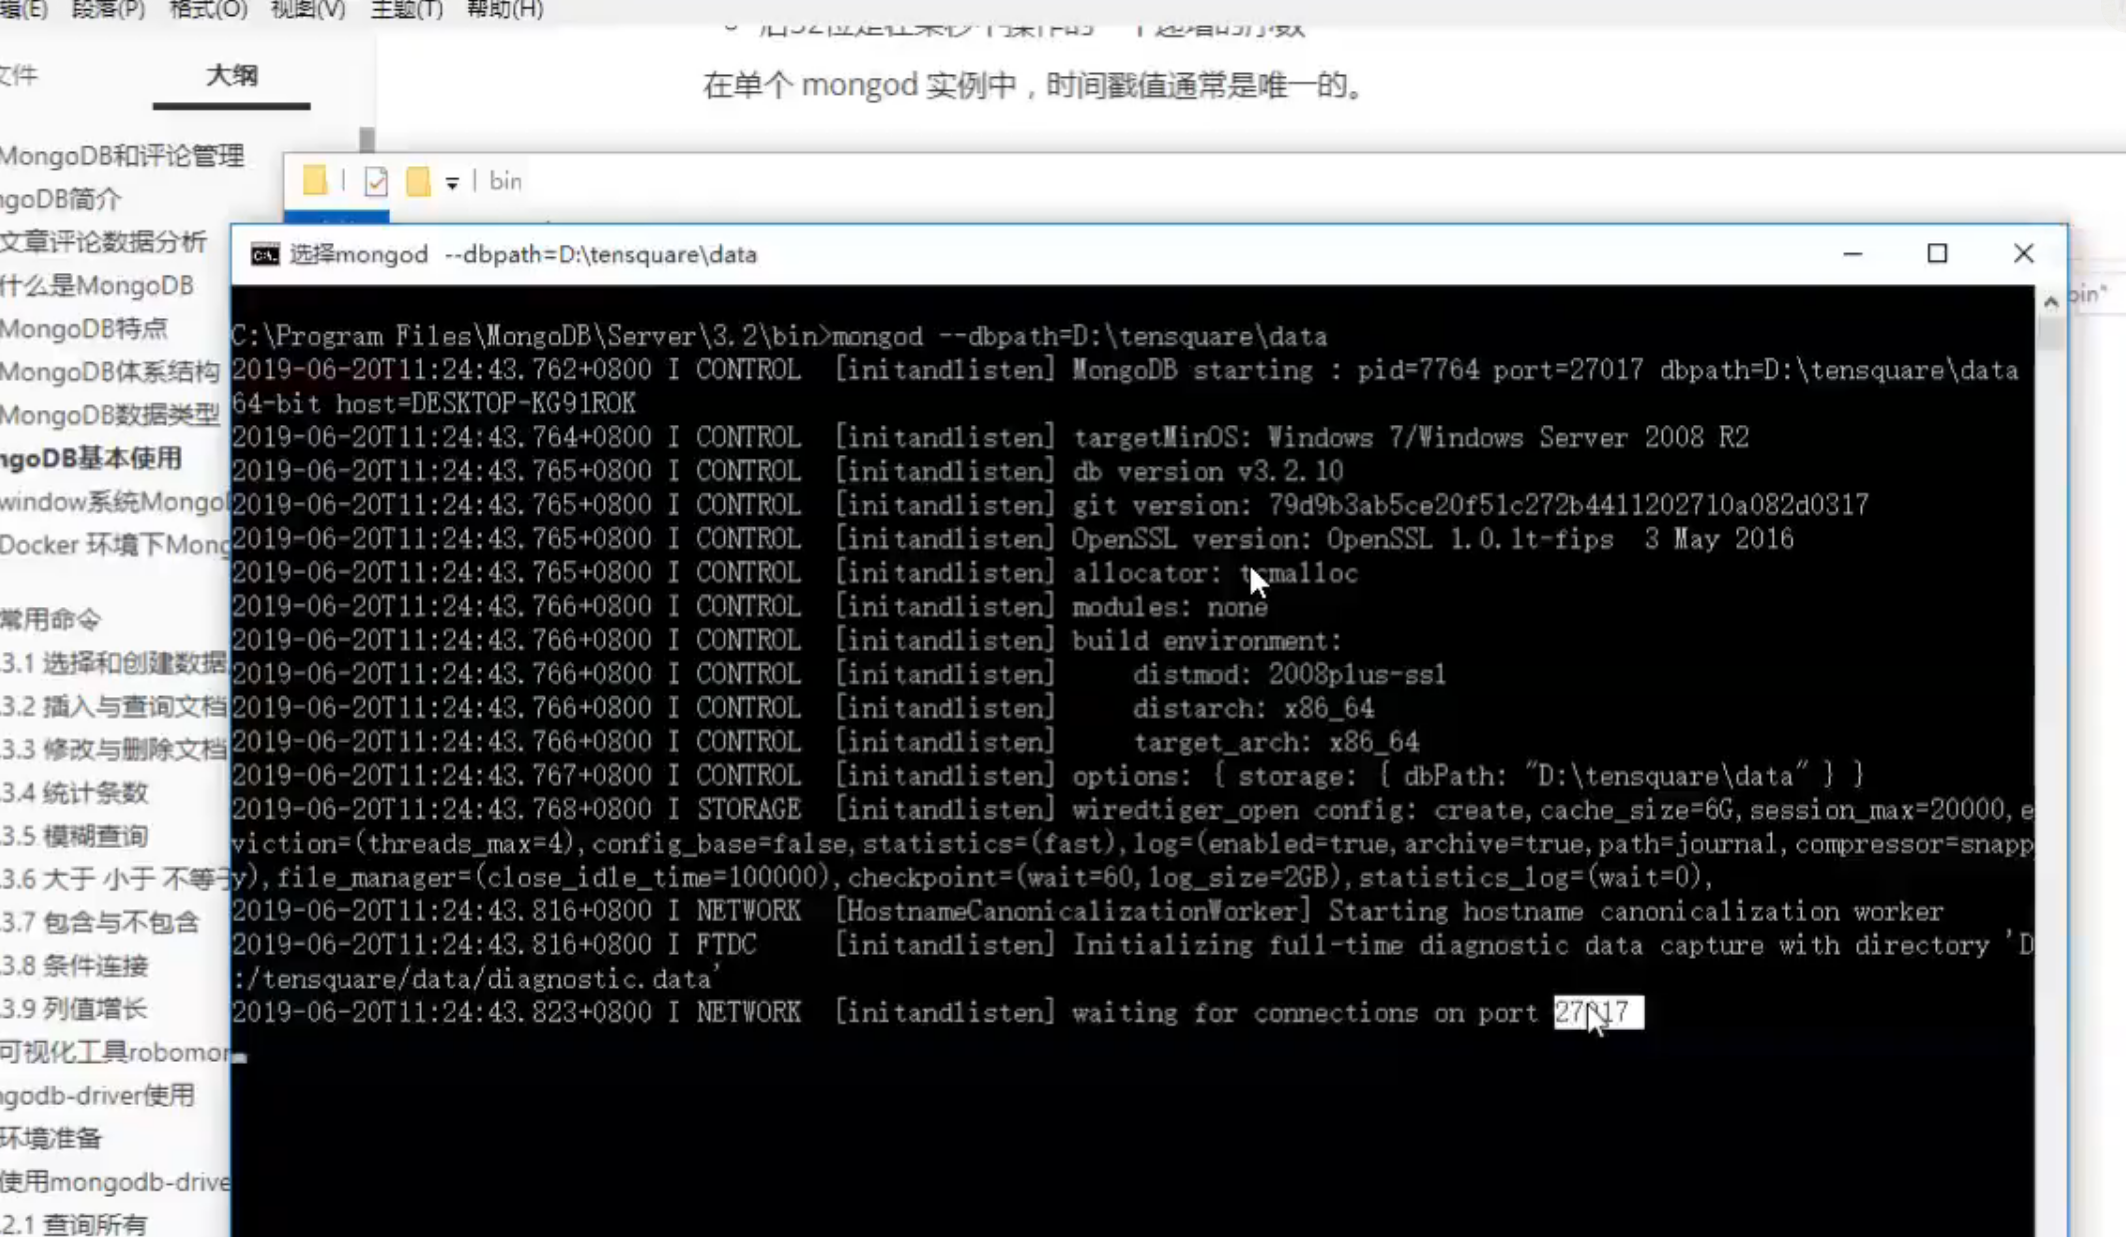 辑(E) 段落(P) 格式(O) 视图(V) 主题(T) 帮助(H)
文件 大纲
在单个 mongod 实例中，时间戳值通常是唯一的。
MongoDB和评论管理
ngoDB简介
文章评论数据分析
什么是MongoDB
MongoDB特点
MongoDB体系结构
MongoDB数据类型
ngoDB基本使用
window系统Mongo
Docker 环境下Mong
常用命令
.3.1 选择和创建数据
.3.2 插入与查询文档
.3.3 修改与删除文档
.3.4 统计条数
.3.5 模糊查询
.3.6 大于 小于 不等于
.3.7 包含与不包含
.3.8 条件连接
.3.9 列值增长
可视化工具robomon
ngodb-driver使用
环境准备
使用mongodb-drive
.2.1 查询所有
bin
bin"
选择mongod --dbpath=D:\tensquare\data
C:\Program Files\MongoDB\Server\3.2\bin>mongod --dbpath=D:\tensquare\data
2019-06-20T11:24:43.762+0800 I CONTROL  [initandlisten] MongoDB starting : pid=7764 port=27017 dbpath=D:\tensquare\data
64-bit host=DESKTOP-KG91ROK
2019-06-20T11:24:43.764+0800 I CONTROL  [initandlisten] targetMinOS: Windows 7/Windows Server 2008 R2
2019-06-20T11:24:43.765+0800 I CONTROL  [initandlisten] db version v3.2.10
2019-06-20T11:24:43.765+0800 I CONTROL  [initandlisten] git version: 79d9b3ab5ce20f51c272b4411202710a082d0317
2019-06-20T11:24:43.765+0800 I CONTROL  [initandlisten] OpenSSL version: OpenSSL 1.0.1t-fips  3 May 2016
2019-06-20T11:24:43.765+0800 I CONTROL  [initandlisten] allocator: tcmalloc
2019-06-20T11:24:43.766+0800 I CONTROL  [initandlisten] modules: none
2019-06-20T11:24:43.766+0800 I CONTROL  [initandlisten] build environment:
2019-06-20T11:24:43.766+0800 I CONTROL  [initandlisten]     distmod: 2008plus-ssl
2019-06-20T11:24:43.766+0800 I CONTROL  [initandlisten]     distarch: x86_64
2019-06-20T11:24:43.766+0800 I CONTROL  [initandlisten]     target_arch: x86_64
2019-06-20T11:24:43.767+0800 I CONTROL  [initandlisten] options: { storage: { dbPath: "D:\tensquare\data" } }
2019-06-20T11:24:43.768+0800 I STORAGE  [initandlisten] wiredtiger_open config: create,cache_size=6G,session_max=20000,e
viction=(threads_max=4),config_base=false,statistics=(fast),log=(enabled=true,archive=true,path=journal,compressor=snapp
y),file_manager=(close_idle_time=100000),checkpoint=(wait=60,log_size=2GB),statistics_log=(wait=0),
2019-06-20T11:24:43.816+0800 I NETWORK  [HostnameCanonicalizationWorker] Starting hostname canonicalization worker
2019-06-20T11:24:43.816+0800 I FTDC     [initandlisten] Initializing full-time diagnostic data capture with directory 'D
:/tensquare/data/diagnostic.data'
2019-06-20T11:24:43.823+0800 I NETWORK  [initandlisten] waiting for connections on port 27017